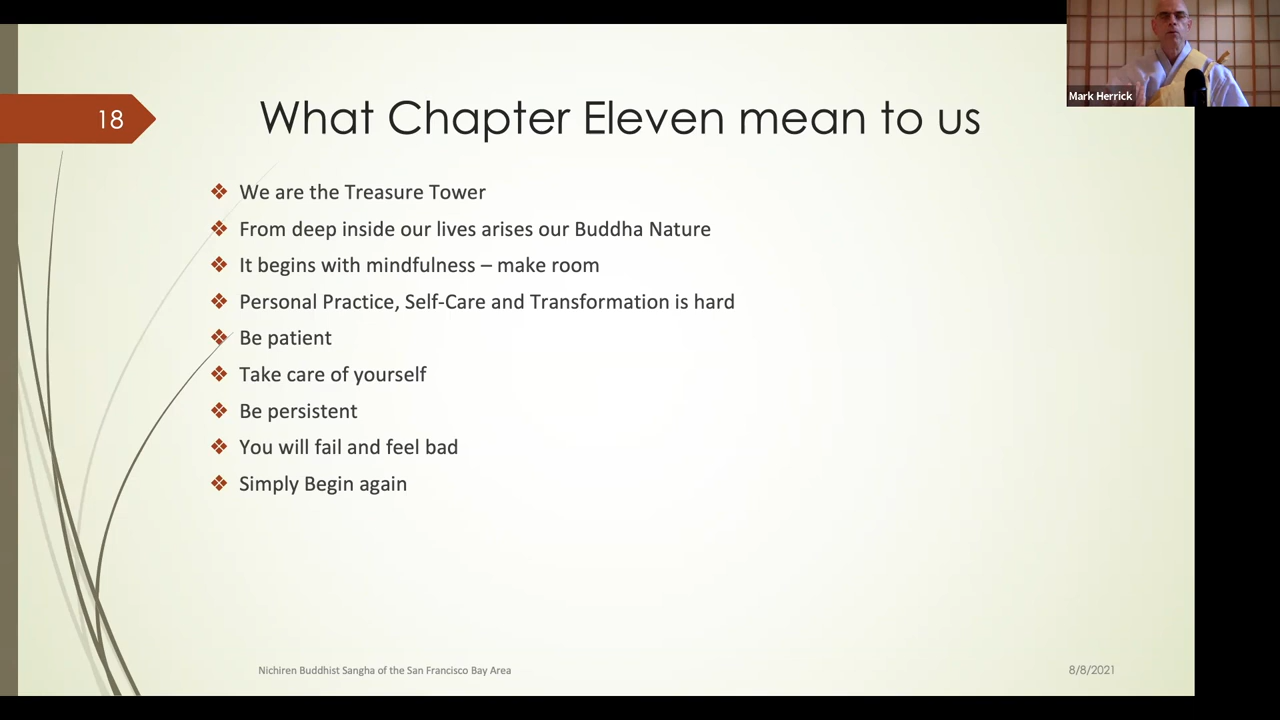 18
What Chapter Eleven mean to us
Mark Herrick
❖ We are the Treasure Tower
❖ From deep inside our lives arises our Buddha Nature
❖ It begins with mindfulness – make room
❖ Personal Practice, Self-Care and Transformation is hard
❖ Be patient
❖ Take care of yourself
❖ Be persistent
❖ You will fail and feel bad
❖ Simply Begin again
Nichiren Buddhist Sangha of the San Francisco Bay Area
8/8/2021